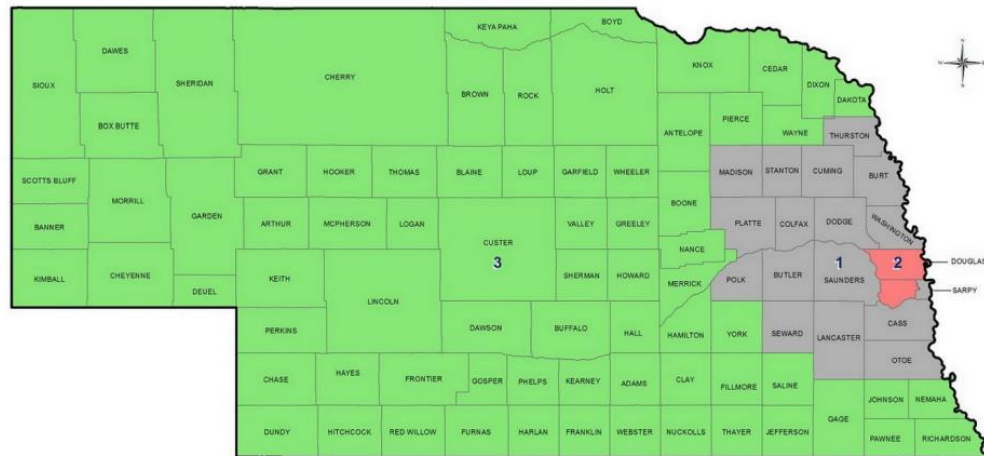 KEYA PAHA
BOYD
DAWES
SIOUX
SHERIDAN
CHERRY
KNOX
CEDAR
DIXON
DAKOTA
BROWN
ROCK
HOLT
BOX BUTTE
PIERCE
ANTELOPE
WAYNE
THURSTON
SCOTTS BLUFF
GRANT
HOOKER
THOMAS
BLAINE
LOUP
GARFIELD
WHEELER
MADISON
STANTON
CUMING
BURT
MORRILL
GARDEN
BOONE
BANNER
ARTHUR
MCPHERSON
LOGAN
VALLEY
GREELEY
PLATTE
COLFAX
DODGE
WASHINGTON
CUSTER
NANCE
3
1
2
DOUGLAS
KIMBALL
CHEYENNE
KEITH
SHERMAN
HOWARD
POLK
BUTLER
SAUNDERS
DEUEL
MERRICK
SARPY
LINCOLN
PERKINS
DAWSON
BUFFALO
HALL
HAMILTON
YORK
SEWARD
LANCASTER
CASS
OTOE
CHASE
HAYES
FRONTIER
GOSPER
PHELPS
KEARNEY
ADAMS
CLAY
FILLMORE
SALINE
JOHNSON
NEMAHA
GAGE
DUNDY
HITCHCOCK
RED WILLOW
FURNAS
HARLAN
FRANKLIN
WEBSTER
NUCKOLLS
THAYER
JEFFERSON
PAWNEE
RICHARDSON